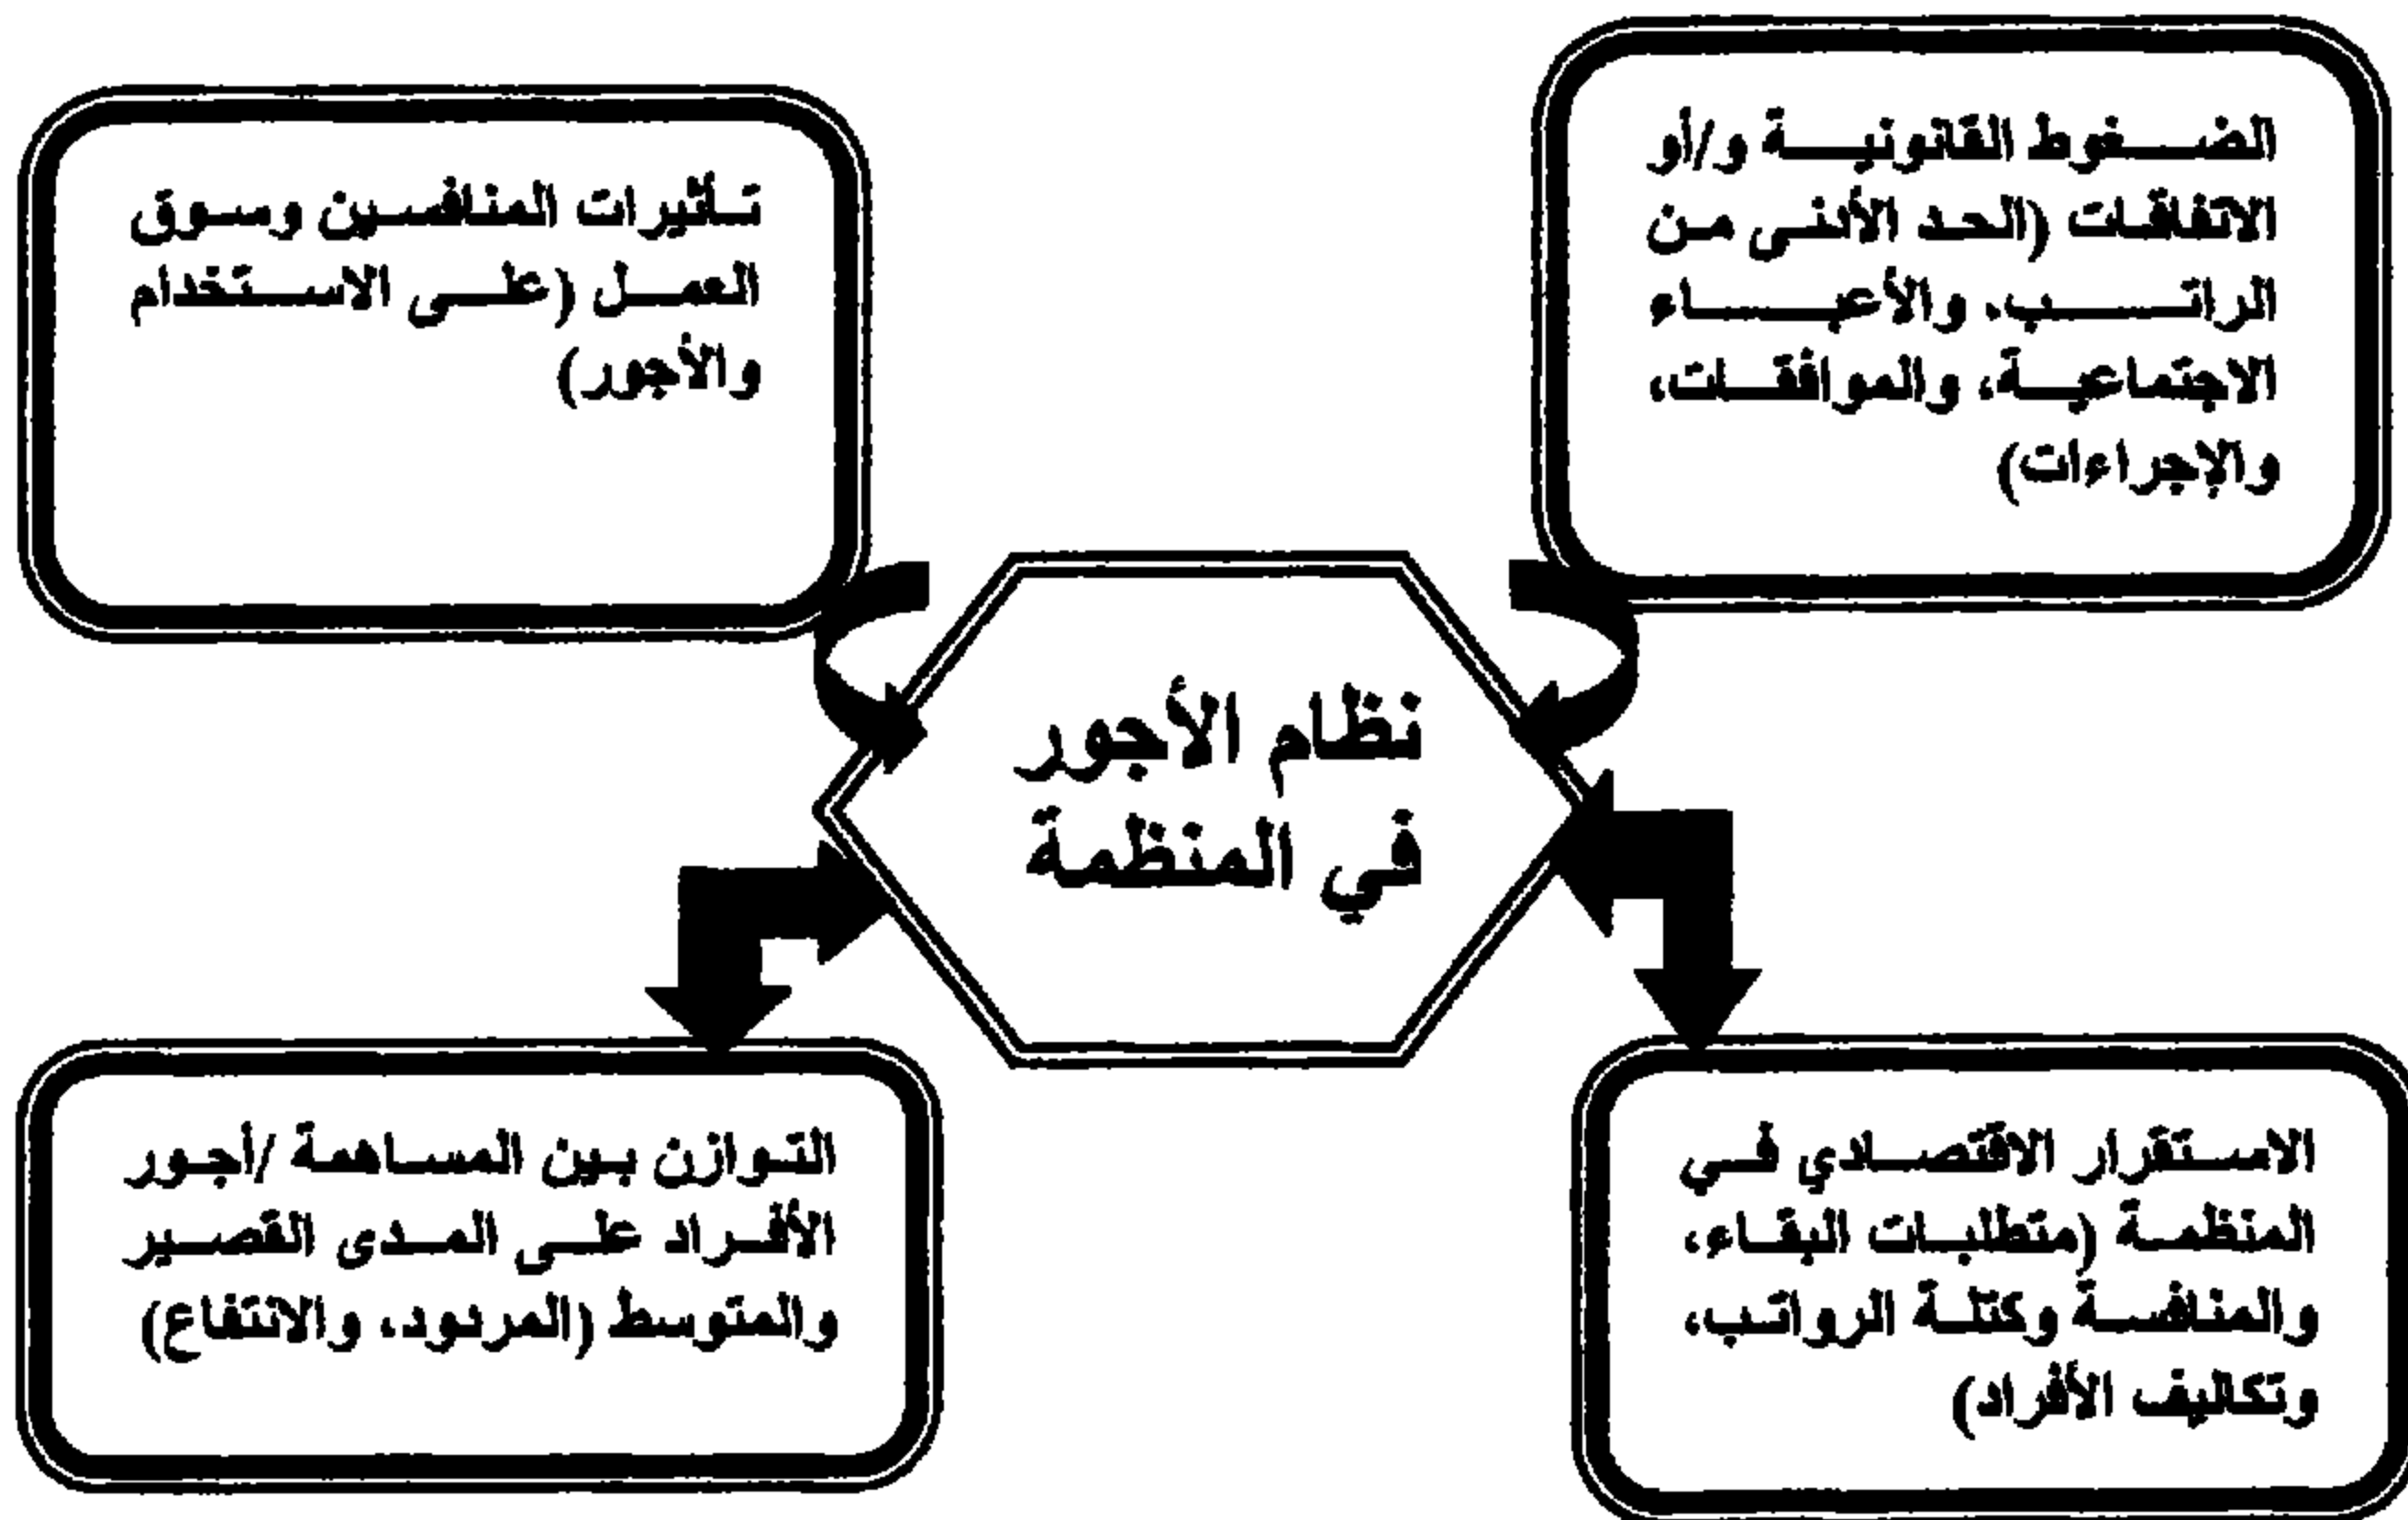 الضغوط القانونية و/أو
الاتفاقات (الحد الأدنى من
الراتب، والأعباء
الاجتماعية، والموافقات،
والإجراءات)
تأثيرات المنافسين وسوق
العمل (على الاستخدام
والأجور)
نظام الأجور
في المنظمة
الاستقرار الاقتصادي في
المنظمة (متطلبات البقاء،
والمنافسة وكتلة الرواتب،
وتكاليف الأفراد)
التوازن بين المساهمة /أجور
الأفراد على المدى القصير
والمتوسط (المردود، والانتفاع)